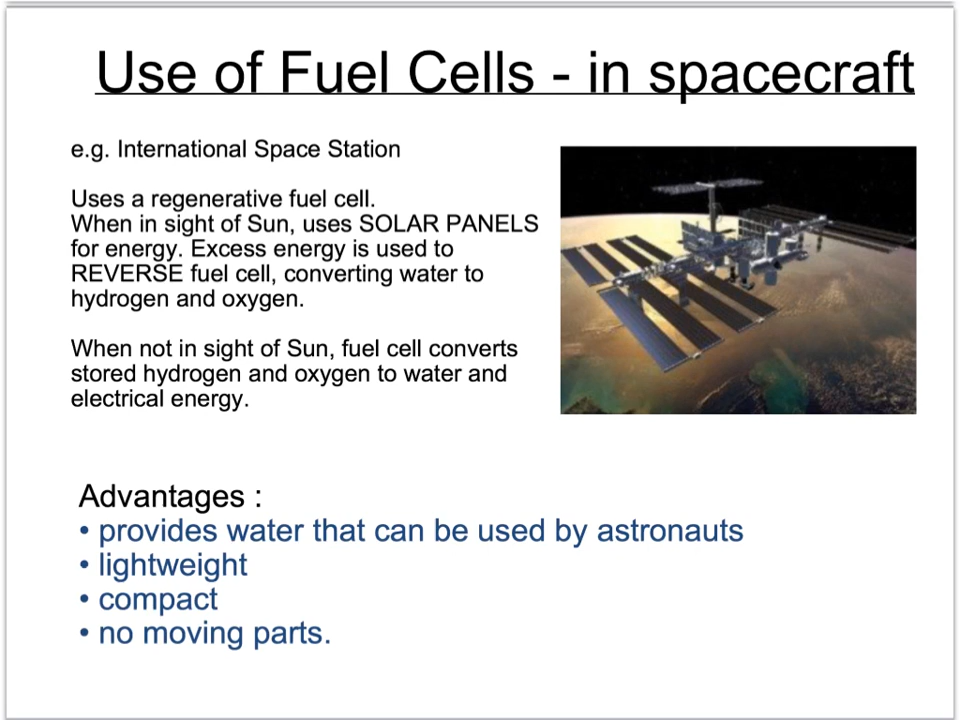 Use of Fuel Cells - in spacecraft
e.g. International Space Station
Uses a regenerative fuel cell.
When in sight of Sun, uses SOLAR PANELS
for energy. Excess energy is used to
REVERSE fuel cell, converting water to
hydrogen and oxygen.
When not in sight of Sun, fuel cell converts
stored hydrogen and oxygen to water and
electrical energy.
Advantages :
• provides water that can be used by astronauts
• lightweight
• compact
• no moving parts.